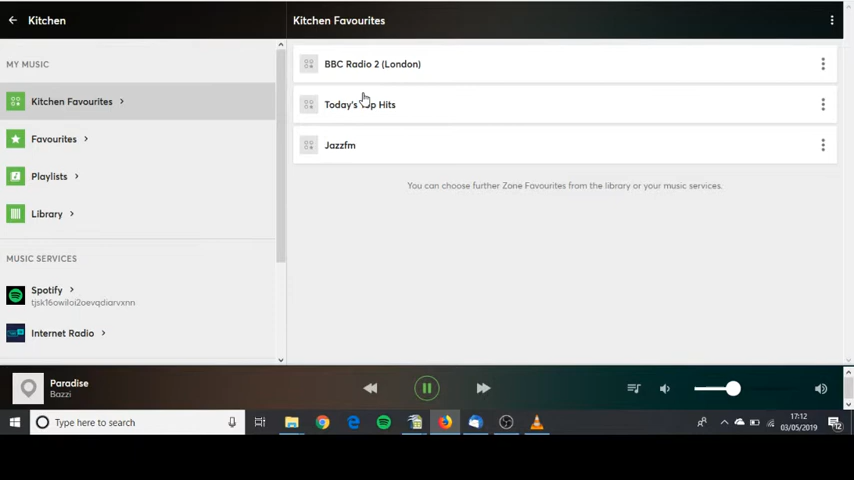 Kitchen
Kitchen Favourites
MY MUSIC
Kitchen Favourites
Favourites
Playlists
Library
MUSIC SERVICES
Spotify
Internet Radio
BBC Radio 2 (London)
Today's Hits
Jazzfm
You can choose further Zone Favourites from the library or your music services.
Paradise
Bazzi
Type here to search
17:12
03/05/2019